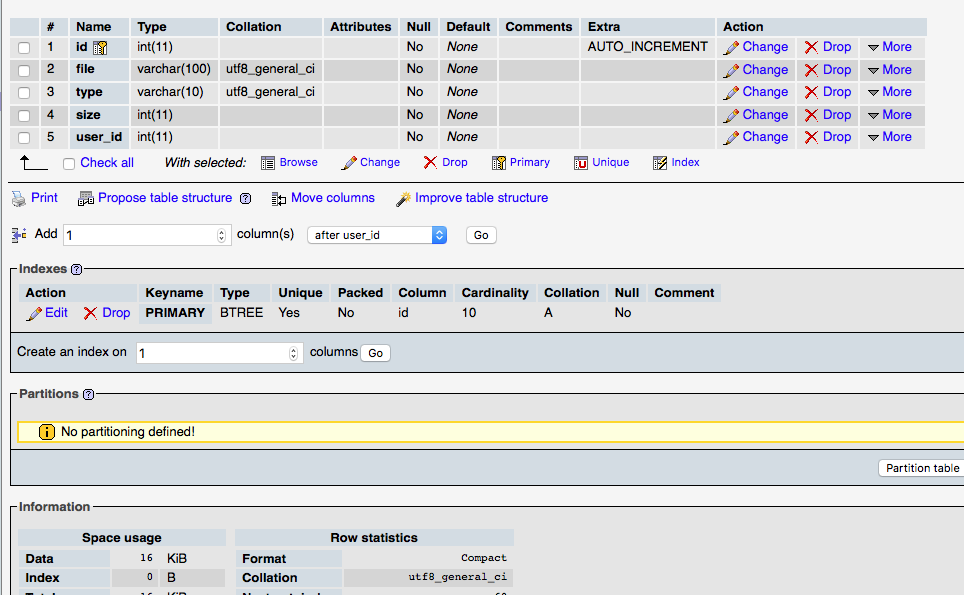 # Name Type Collation Attributes Null Default Comments Extra Action
1 id int(11) No None AUTO_INCREMENT Change Drop More
2 file varchar(100) utf8_general_ci No None Change Drop More
3 type varchar(10) utf8_general_ci No None Change Drop More
4 size int(11) No None Change Drop More
5 user_id int(11) No None Change Drop More
Check all With selected: Browse Change Drop Primary Unique Index
Print Propose table structure Move columns Improve table structure
Add 1 column(s) after user_id Go
Indexes
Action Keyname Type Unique Packed Column Cardinality Collation Null Comment
Edit Drop PRIMARY BTREE Yes No id 10 A No
Create an index on 1 columns Go
Partitions
No partitioning defined!
Partition table
Information
Space usage Row statistics
Data 16 KiB Format Compact
Index 0 B Collation utf8_general_ci